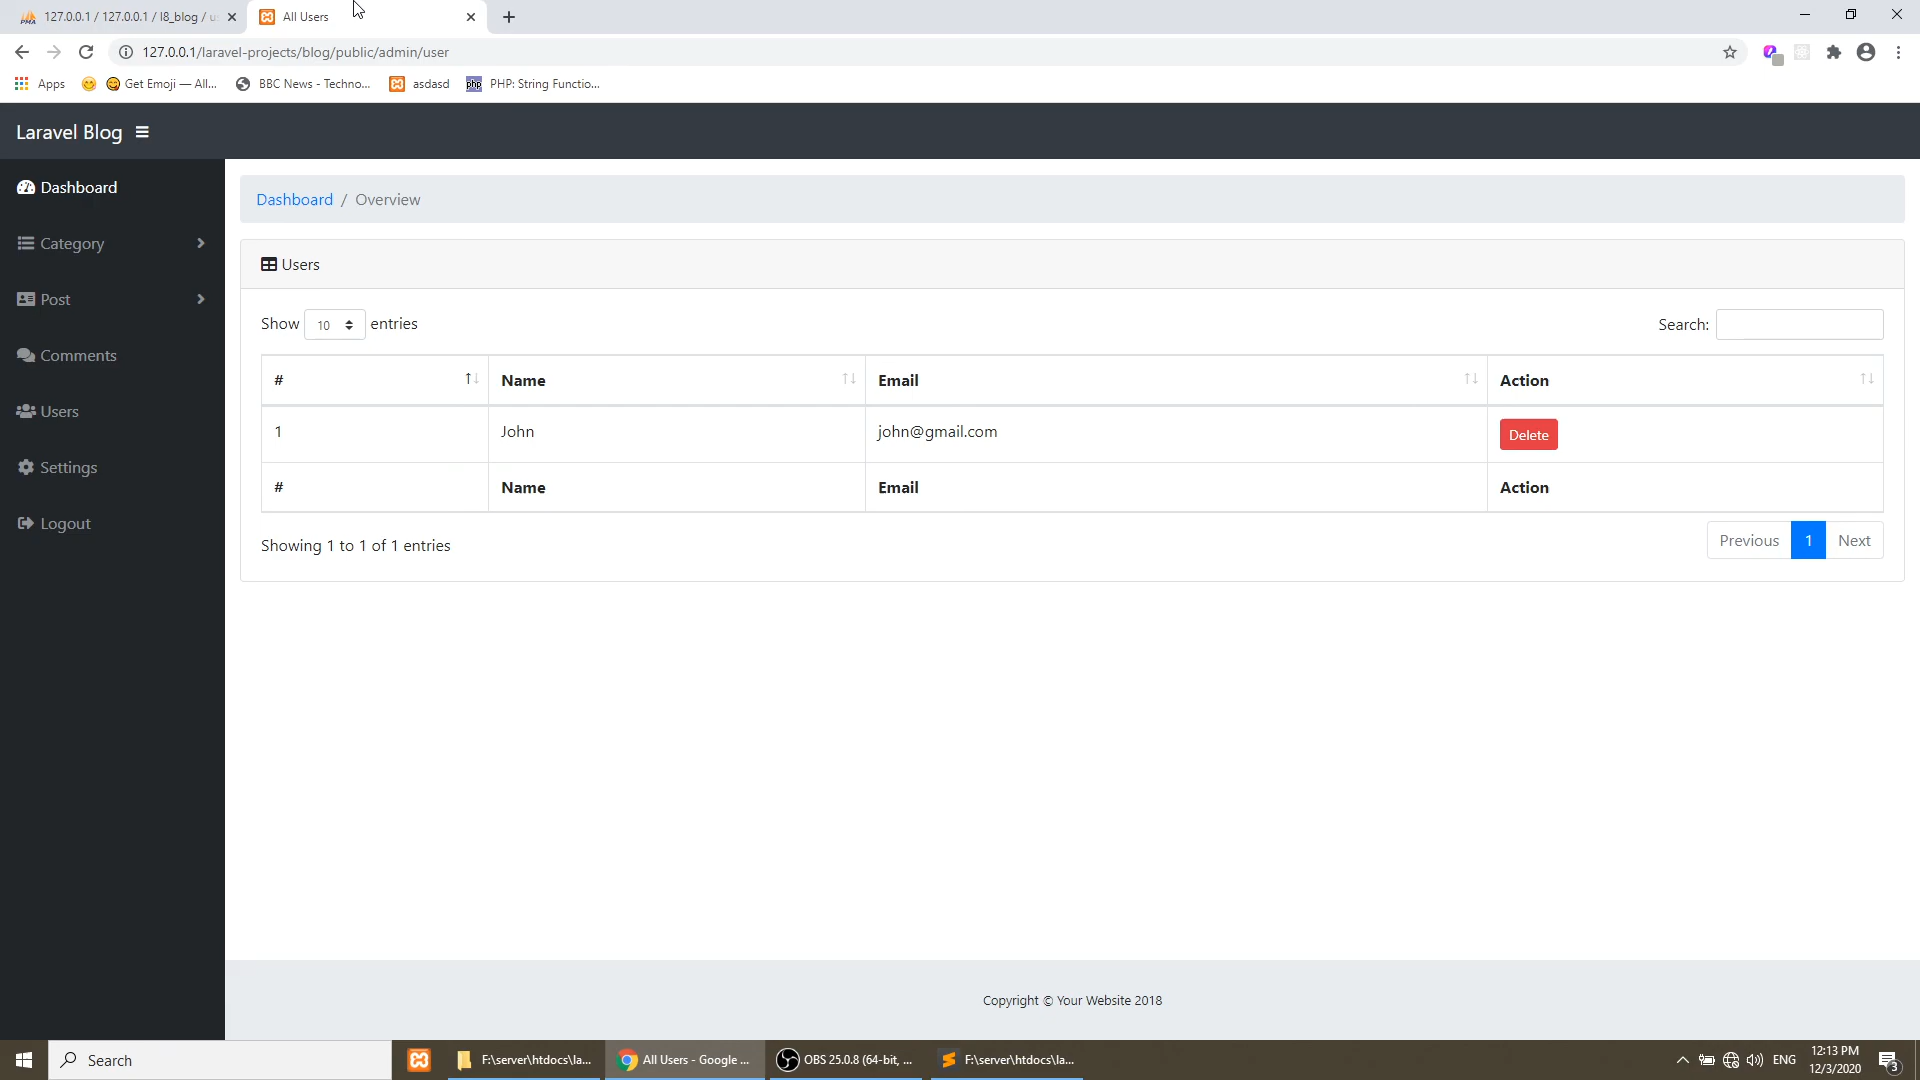 127.0.0.1 / 127.0.0.1 / l8_blog / u
All Users
127.0.0.1/laravel-projects/blog/public/admin/user
Apps
Get Emoji — All...
BBC News - Techno...
asdasd
php
PHP: String Functio...
Laravel Blog
Dashboard
Category
Post
Comments
Users
Settings
Logout
Dashboard / Overview
Users
Show 10 entries
Search:
# Name Email Action
1 John john@gmail.com Delete
# Name Email Action
Showing 1 to 1 of 1 entries
Previous 1 Next
Copyright © Your Website 2018
Search
F:\server\htdocs\la...
All Users - Google ...
OBS 25.0.8 (64-bit, ...
F:\server\htdocs\la...
ENG
12:13 PM
12/3/2020
3